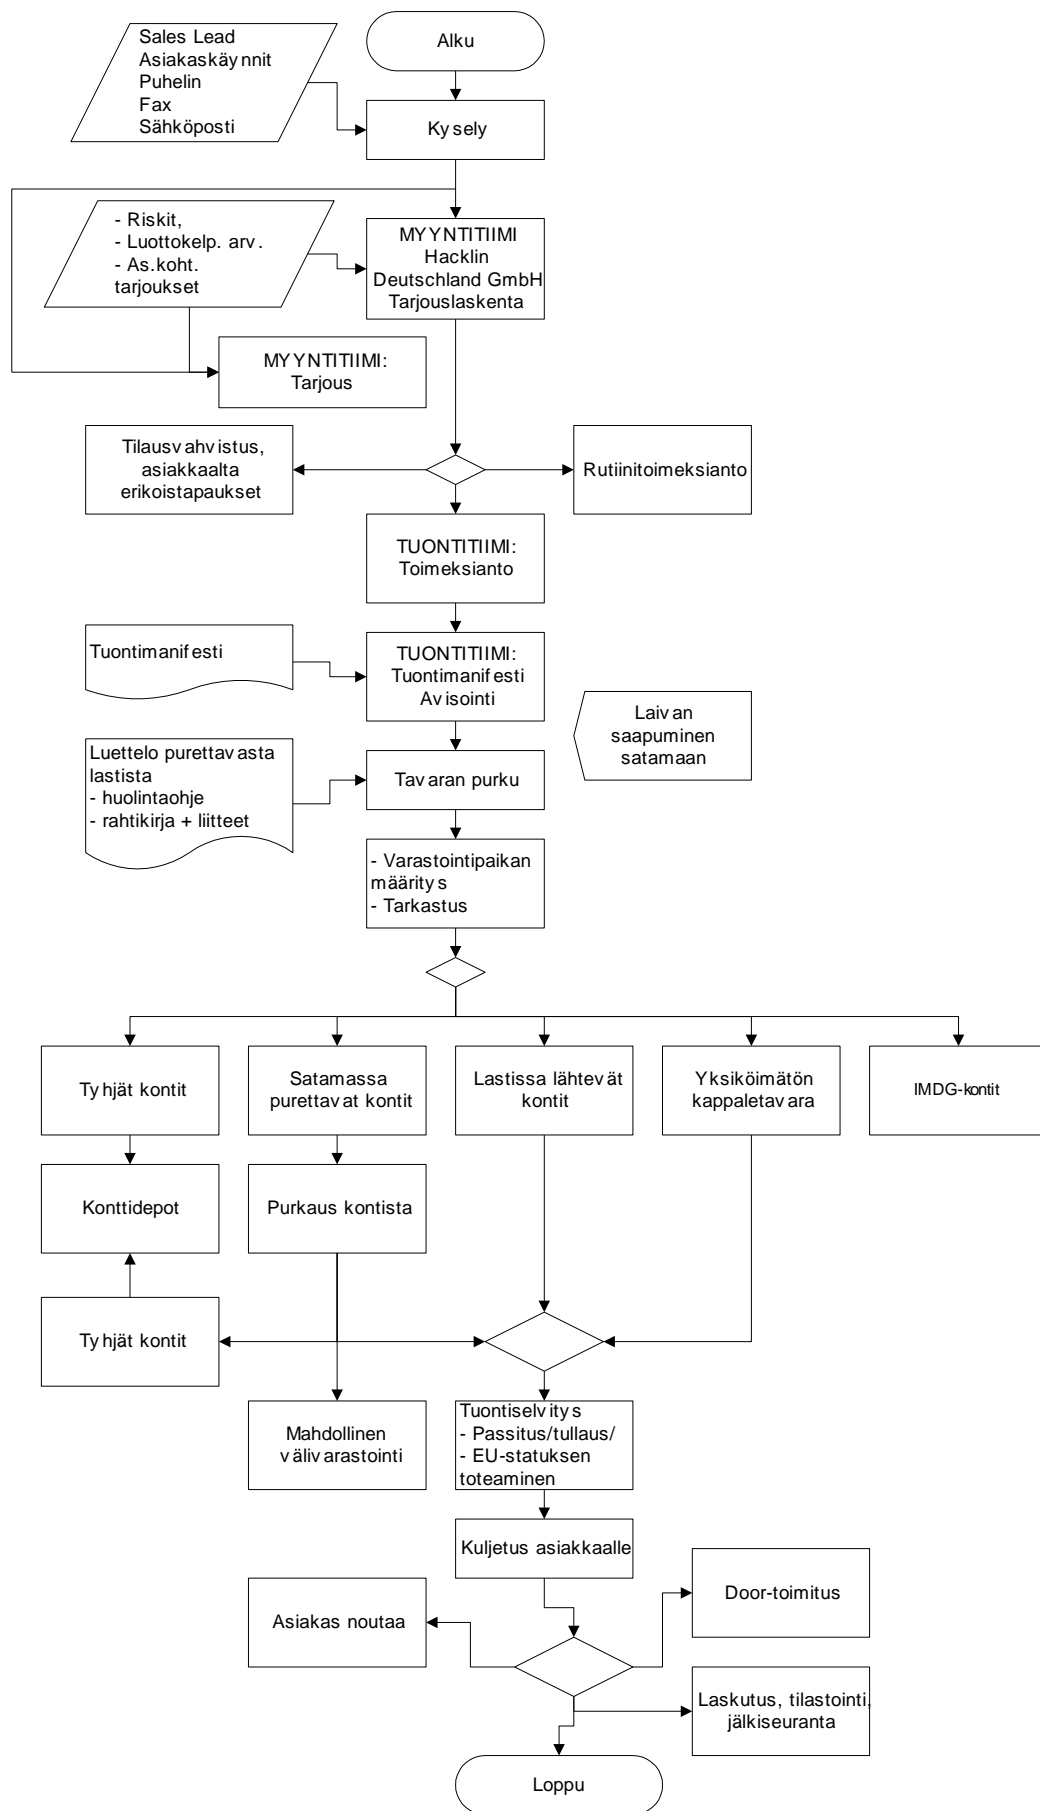 Sales Lead
Asiakaskäynnit
Puhelin
Fax
Sähköposti
Alku
Kysely
- Riskit,
- Luottokelp. arv.
- As.koht.
tarjoukset
MYYNTITIIMI
Hacklin
Deutschland GmbH
Tarjouslaskenta
MYYNTITIIMI:
Tarjous
Tilausvahvistus,
asiakkaalta
erikoistapaukset
Rutiinitoimeksianto
TUONTITIIMI:
Toimeksianto
Tuontimanifesti
TUONTITIIMI:
Tuontimanifesti
Avisointi
Laivan
saapuminen
satamaan
Luettelo purettavasta
lastista
- huolintaohje
- rahtikirja + liitteet
Tavaran purku
- Varastointipaikan
määritys
- Tarkastus
Tyhjät kontit
Satamassa
purettavat kontit
Lastissa lähtevät
kontit
Yksiköimätön
kappaletavara
IMDG-kontit
Konttidepot
Purkaus kontista
Tyhjät kontit
Mahdollinen
välivarastointi
Tuontiselvitys
- Passitus/tullaus/
- EU-statuksen
toteaminen
Kuljetus asiakkaalle
Asiakas noutaa
Door-toimitus
Laskutus, tilastointi,
jälkiseuranta
Loppu